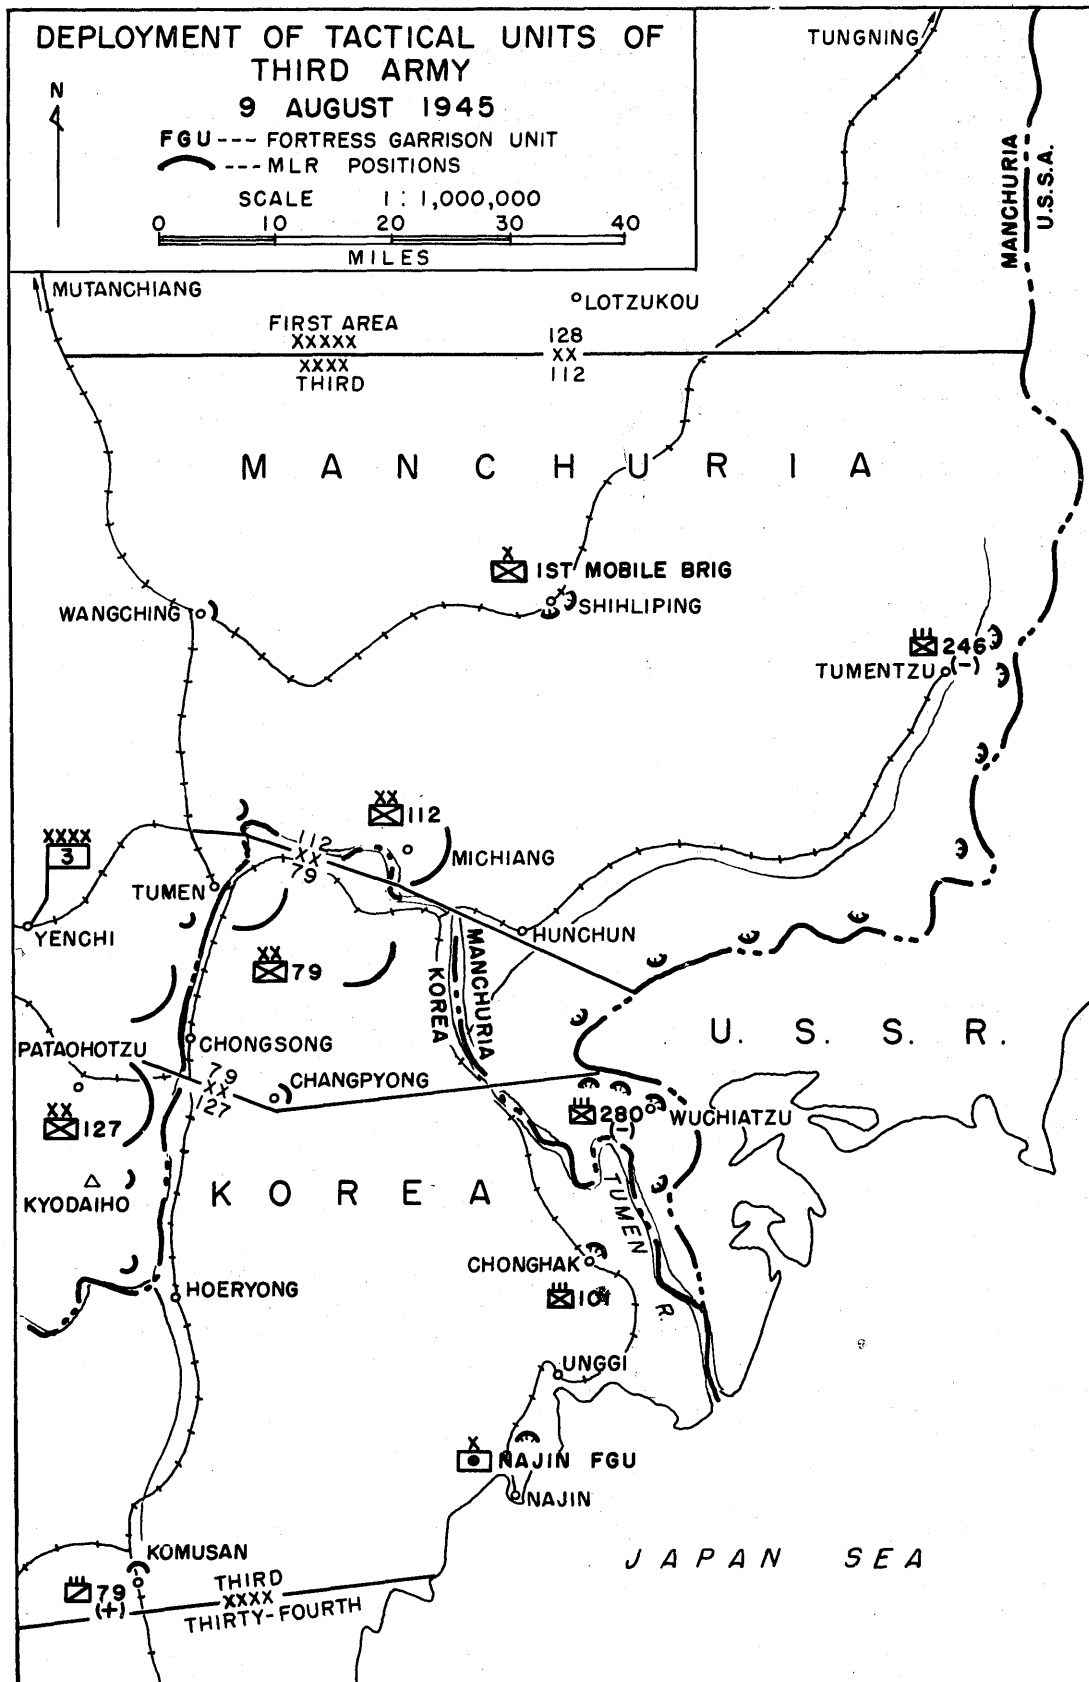 DEPLOYMENT OF TACTICAL UNITS OF
THIRD ARMY
9 AUGUST 1945
FGU --- FORTRESS GARRISON UNIT
--- MLR POSITIONS
SCALE 1 : 1,000,000
0 10 20 31 40
MILES
N
TUNGNING
MANCHURIA
U.S.S.A.
MUTANCHIANG
LOTZUKOU
FIRST AREA
XXXXX
XXXX
THIRD
128
XX
112
MANCHURIA
X
1ST MOBILE BRIG
SHIHLIPING
WANGCHING
246
(-)
TUMENTZU
XX
112
MICHIANG
112
XX
79
XXXX
3
TUMEN
YENCHI
HUNCHUN
XX
79
MANCHURIA
KOREA
U. S. S. R.
PATAOHOTZU
CHONGSONG
79
XX
127
CHANGPYONG
XX
127
280
(-)
WUCHIATZU
KYODAIHO
KOREA
TUMEN R.
CHONGHAK
101
HOERYONG
UNGGI
X
NAJIN FGU
NAJIN
JAPAN SEA
KOMUSAN
79
(+)
THIRD
XXXX
THIRTY-FOURTH